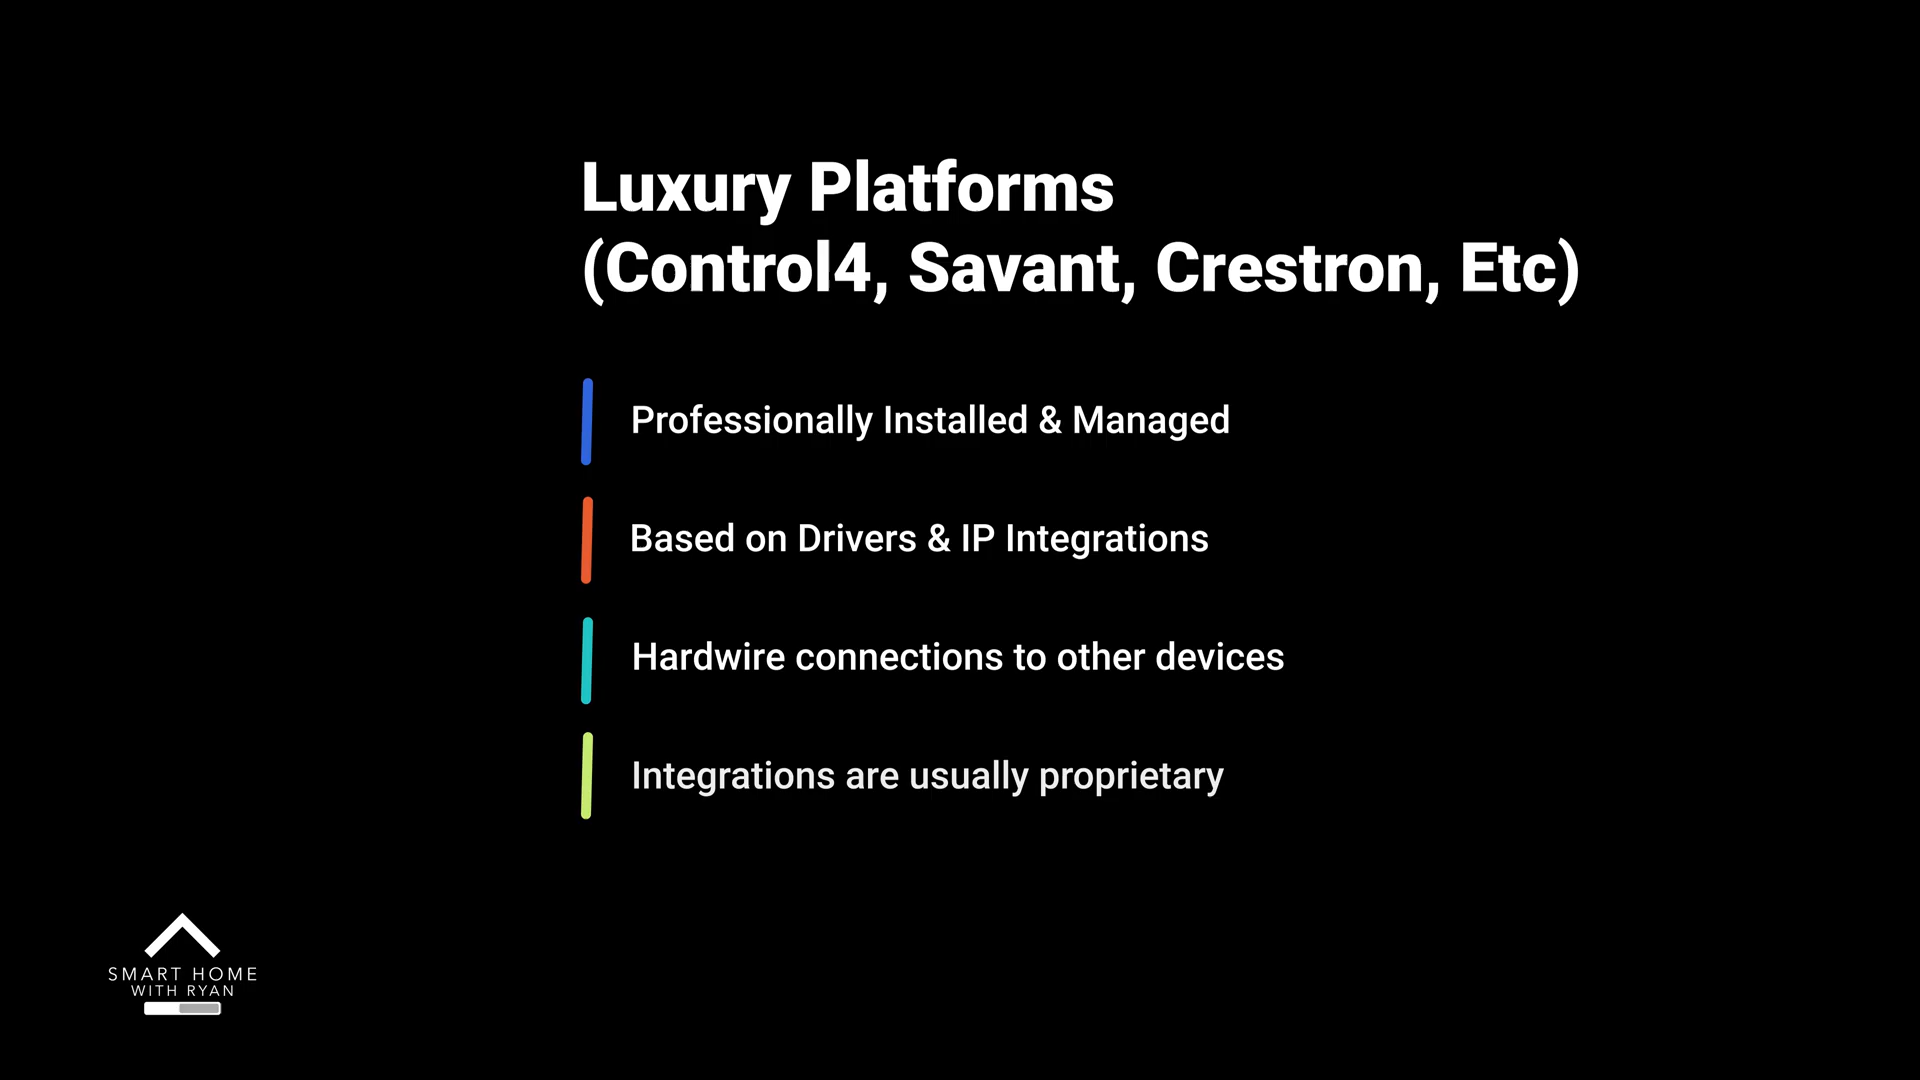 Luxury Platforms
(Control4, Savant, Crestron, Etc)
Professionally Installed & Managed
Based on Drivers & IP Integrations
Hardwire connections to other devices
Integrations are usually proprietary
SMART HOME
WITH RYAN